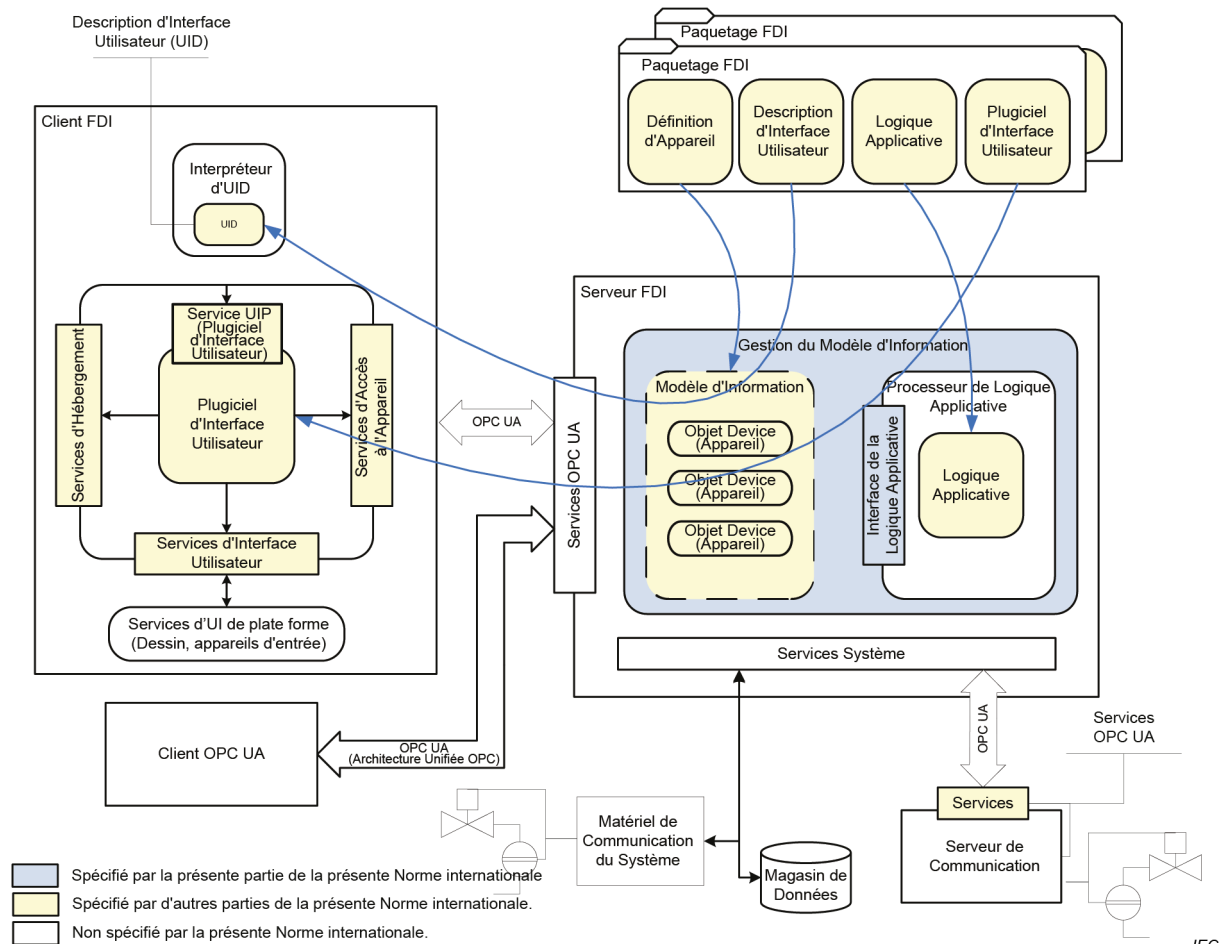 Description d'Interface
Utilisateur (UID)
Paquetage FDI
Paquetage FDI
Définition
d'Appareil
Description
d'Interface
Utilisateur
Logique
Applicative
Plugiciel
d'Interface
Utilisateur
Client FDI
Interpréteur
d'UID
UID
Service UIP
(Plugiciel
d'Interface
Utilisateur)
Services d'Hébergement
Plugiciel
d'Interface
Utilisateur
Services d'Accès
à l'Appareil
Services d'Interface
Utilisateur
Services d'UI de plate forme
(Dessin, appareils d'entrée)
OPC UA
Serveur FDI
Services OPC UA
Gestion du Modèle d'Information
Modèle d'Information
Objet Device
(Appareil)
Objet Device
(Appareil)
Objet Device
(Appareil)
Processeur de Logique
Applicative
Interface de la
Logique Applicative
Logique
Applicative
Services Système
Client OPC UA
OPC UA
(Architecture Unifiée OPC)
OPC UA
Services
OPC UA
Services
Serveur de
Communication
Matériel de
Communication
du Système
Magasin de
Données
Spécifié par la présente partie de la présente Norme internationale
Spécifié par d'autres parties de la présente Norme internationale.
Non spécifié par la présente Norme internationale.
IEC